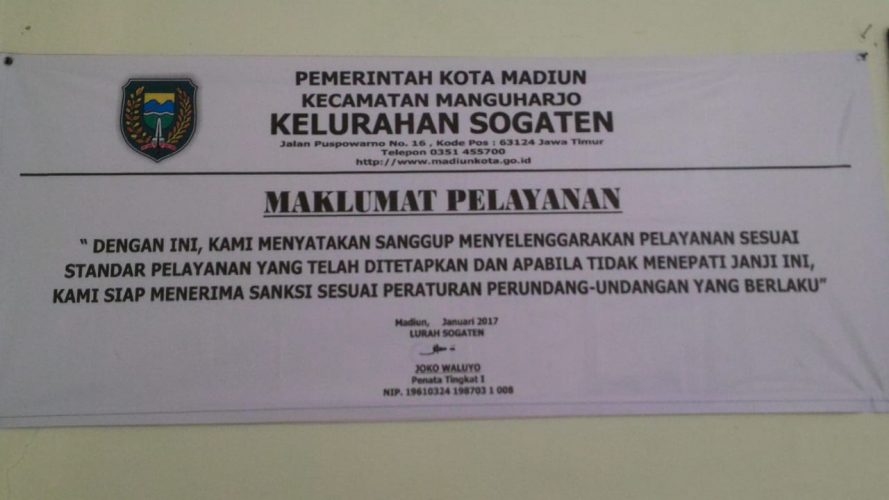 PEMERINTAH KOTA MADIUN
KECAMATAN MANGUHARJO
KELURAHAN SOGATEN
Jalan Puspowarno No. 16 , Kode Pos : 63124 Jawa Timur
Telepon 0351 455700
http://www.madiunkota.go.id
MAKLUMAT PELAYANAN
“ DENGAN INI, KAMI MENYATAKAN SANGGUP MENYELENGGARAKAN PELAYANAN SESUAI
STANDAR PELAYANAN YANG TELAH DITETAPKAN DAN APABILA TIDAK MENEPATI JANJI INI,
KAMI SIAP MENERIMA SANKSI SESUAI PERATURAN PERUNDANG-UNDANGAN YANG BERLAKU”
Madiun, Januari 2017
LURAH SOGATEN
JOKO WALUYO
Penata Tingkat I
NIP. 19610324 198703 1 008